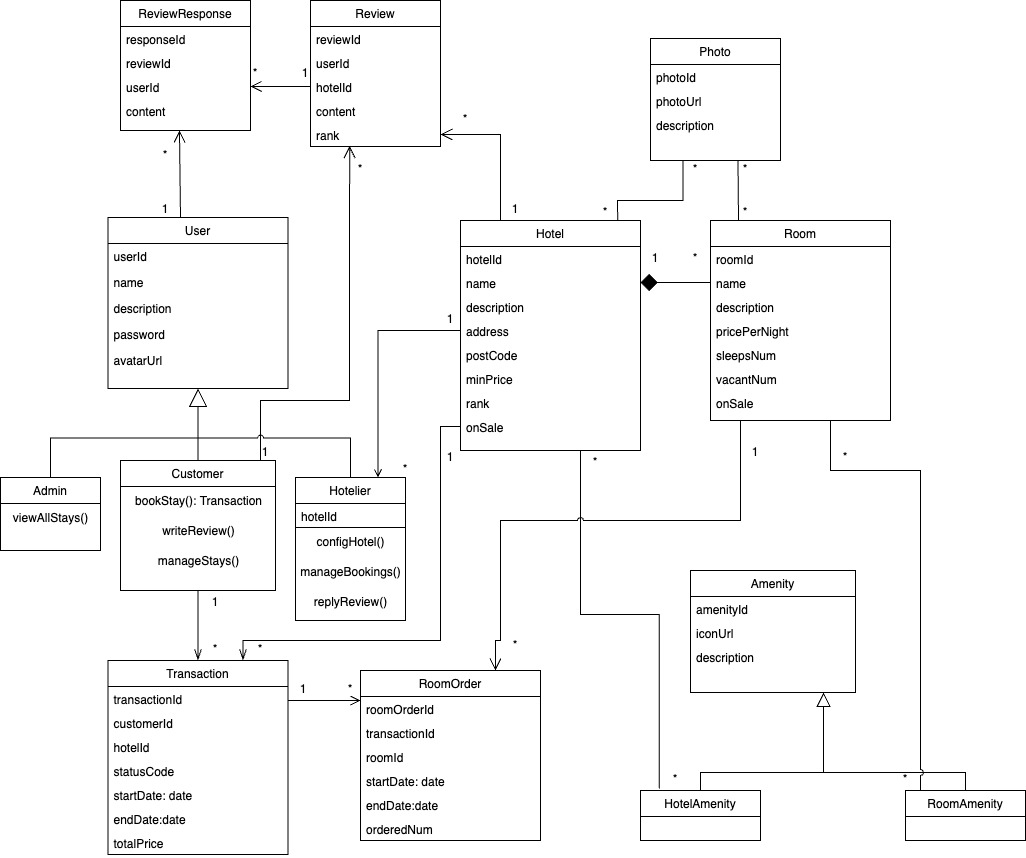 ReviewResponse
responseId
reviewId
userId
content
Review
reviewId
userId
hotelId
content
rank
Photo
photoId
photoUrl
description
*
1
*
*
*
1
*
*
1
*
*
User
userId
name
description
password
avatarUrl
Hotel
hotelId
name
description
address
postCode
minPrice
rank
onSale
1
*
Room
roomId
name
description
pricePerNight
sleepsNum
vacantNum
onSale
1
*
1
*
1
*
1
Admin
viewAllStays()
Customer
bookStay(): Transaction
writeReview()
manageStays()
Hotelier
hotelId
configHotel()
manageBookings()
replyReview()
1
*
*
*
Amenity
amenityId
iconUrl
description
Transaction
transactionId
customerId
hotelId
statusCode
startDate: date
endDate:date
totalPrice
1
*
RoomOrder
roomOrderId
transactionId
roomId
startDate: date
endDate:date
orderedNum
*
*
HotelAmenity
RoomAmenity